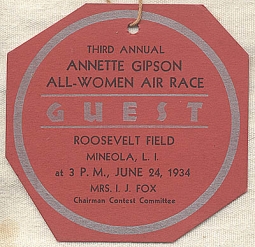 THIRD ANNUAL
ANNETTE GIPSON
ALL-WOMEN AIR RACE
GUEST
ROOSEVELT FIELD
MINEOLA, L. I.
at 3 P. M., JUNE 24, 1934
MRS. I. J. FOX
Chairman Contest Committee